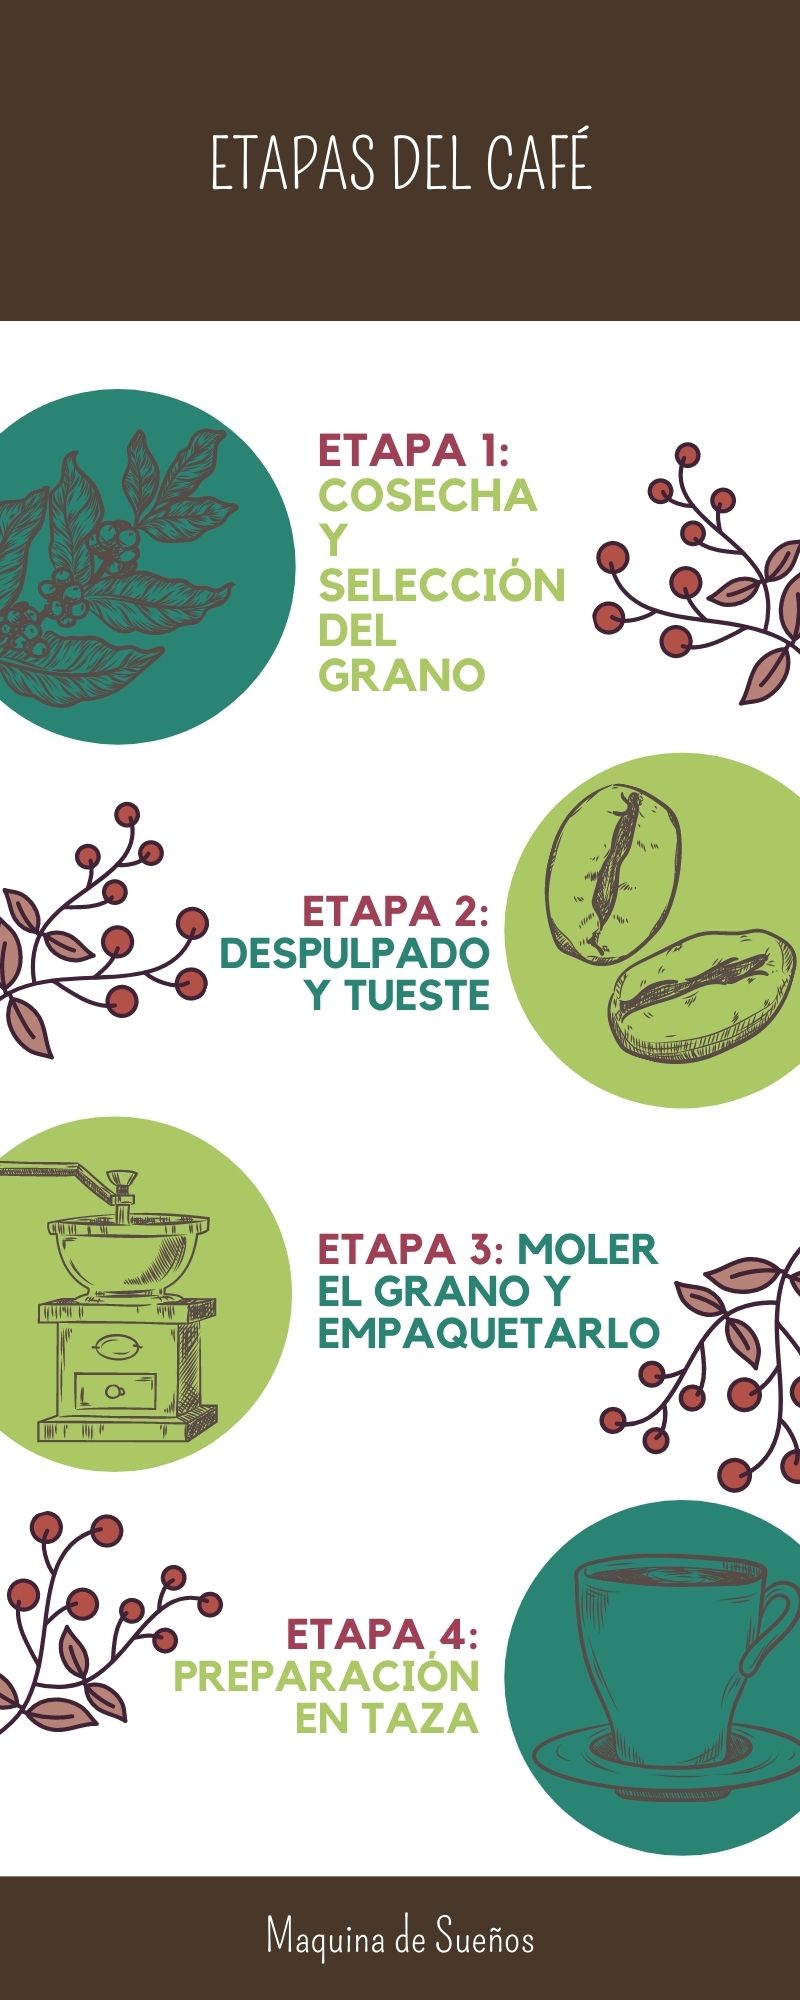 ETAPAS DEL CAFÉ
ETAPA 1:
COSECHA
Y
SELECCIÓN
DEL
GRANO
ETAPA 2:
DESPULPADO
Y TUESTE
ETAPA 3: MOLER
EL GRANO Y
EMPAQUETARLO
ETAPA 4:
PREPARACIÓN
EN TAZA
Maquina de Sueños